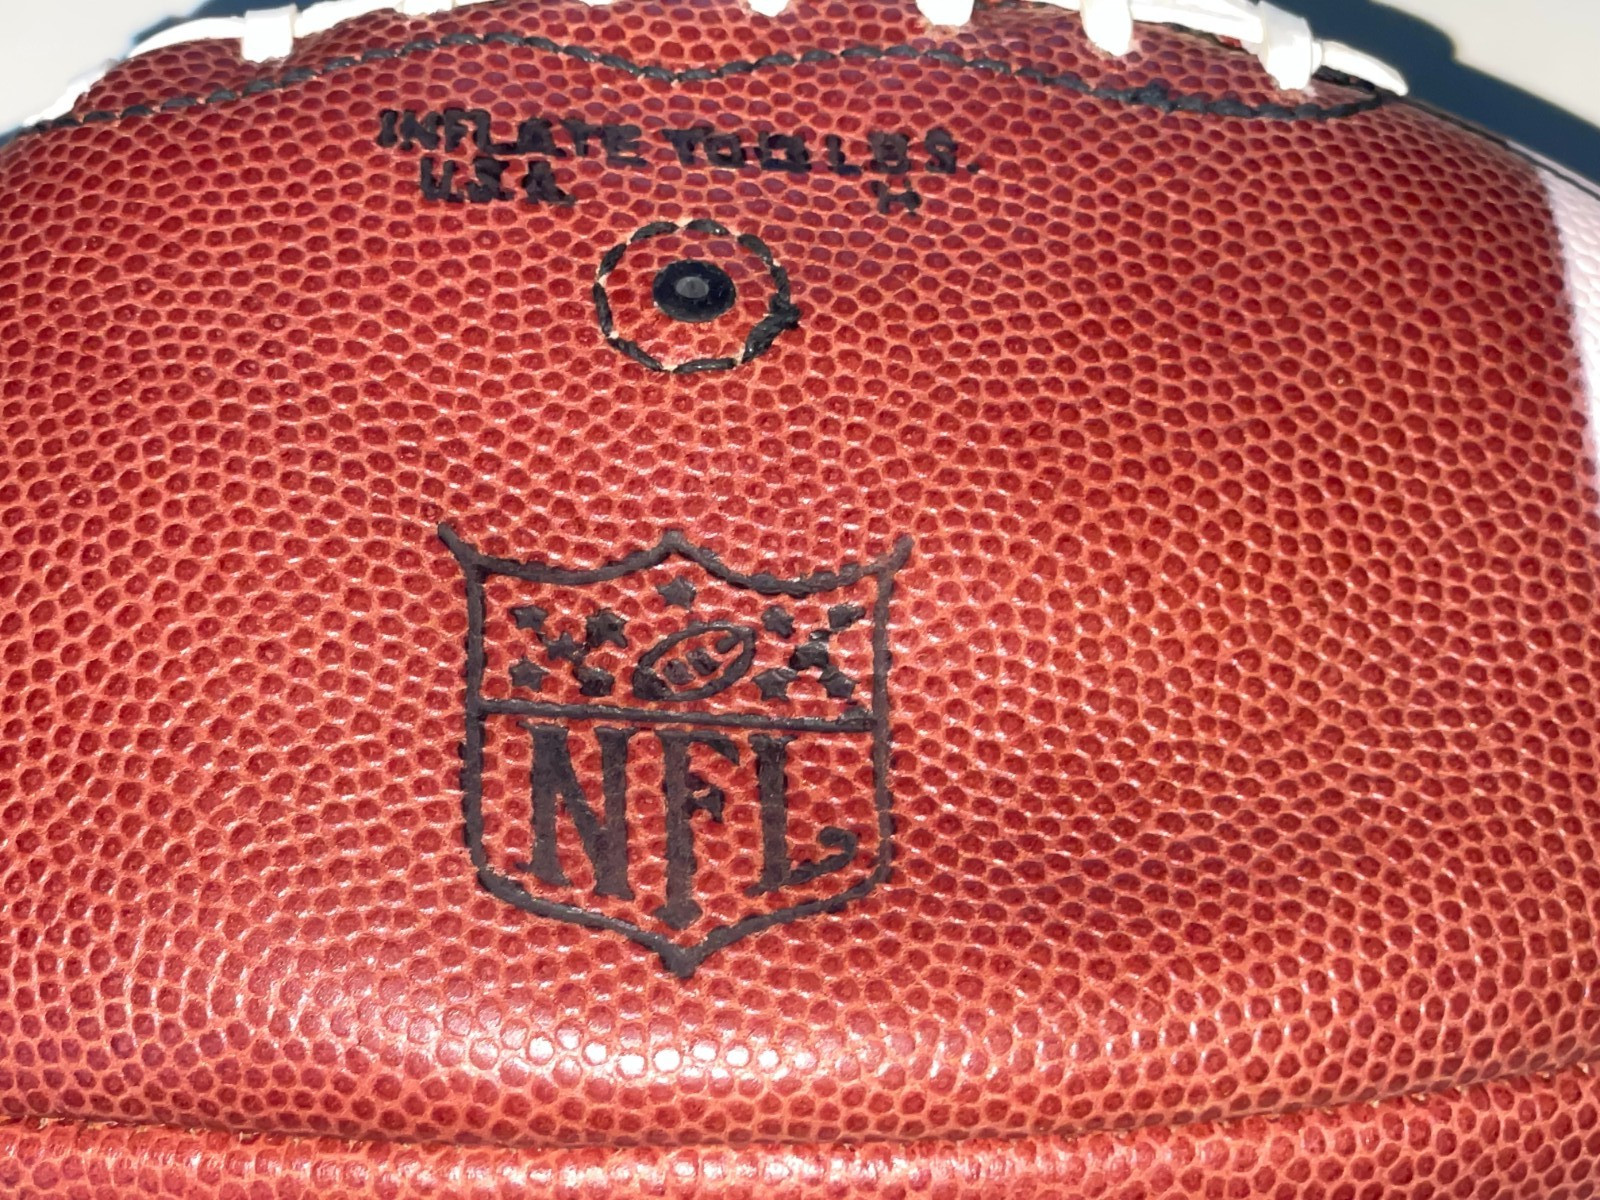 INFLATE TO 13 LBS.
U.S.A. H
NFL